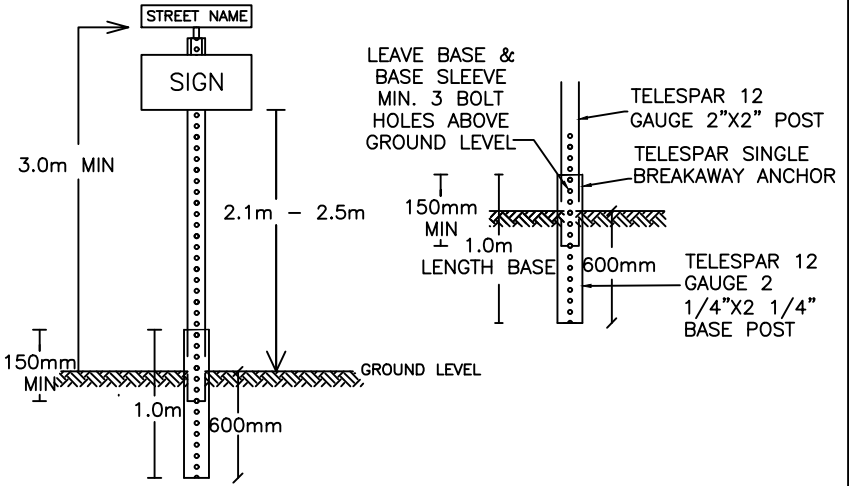 STREET NAME
SIGN
3.0m MIN
2.1m - 2.5m
150mm
MIN
GROUND LEVEL
1.0m
600mm
LEAVE BASE &
BASE SLEEVE
MIN. 3 BOLT
HOLES ABOVE
GROUND LEVEL
TELESPAR 12
GAUGE 2"X2" POST
TELESPAR SINGLE
BREAKAWAY ANCHOR
150mm
MIN
1.0m
LENGTH BASE
600mm
TELESPAR 12
GAUGE 2
1/4"X2 1/4"
BASE POST